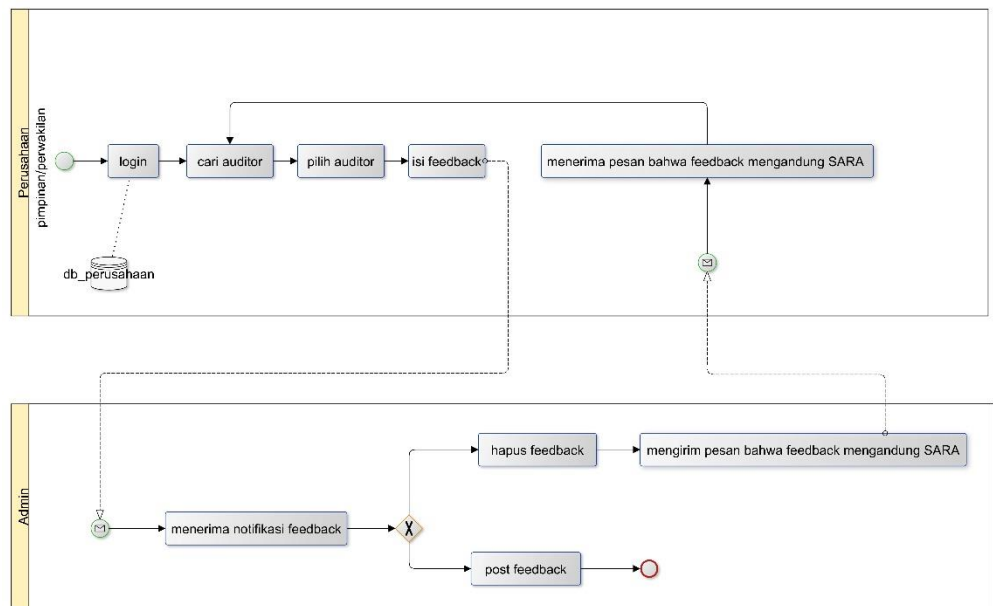 Perusahaan
pimpinan/perwakilan
login
cari auditor
pilih auditor
isi feedback
menerima pesan bahwa feedback mengandung SARA
db_perusahaan
Admin
menerima notifikasi feedback
X
hapus feedback
mengirim pesan bahwa feedback mengandung SARA
post feedback